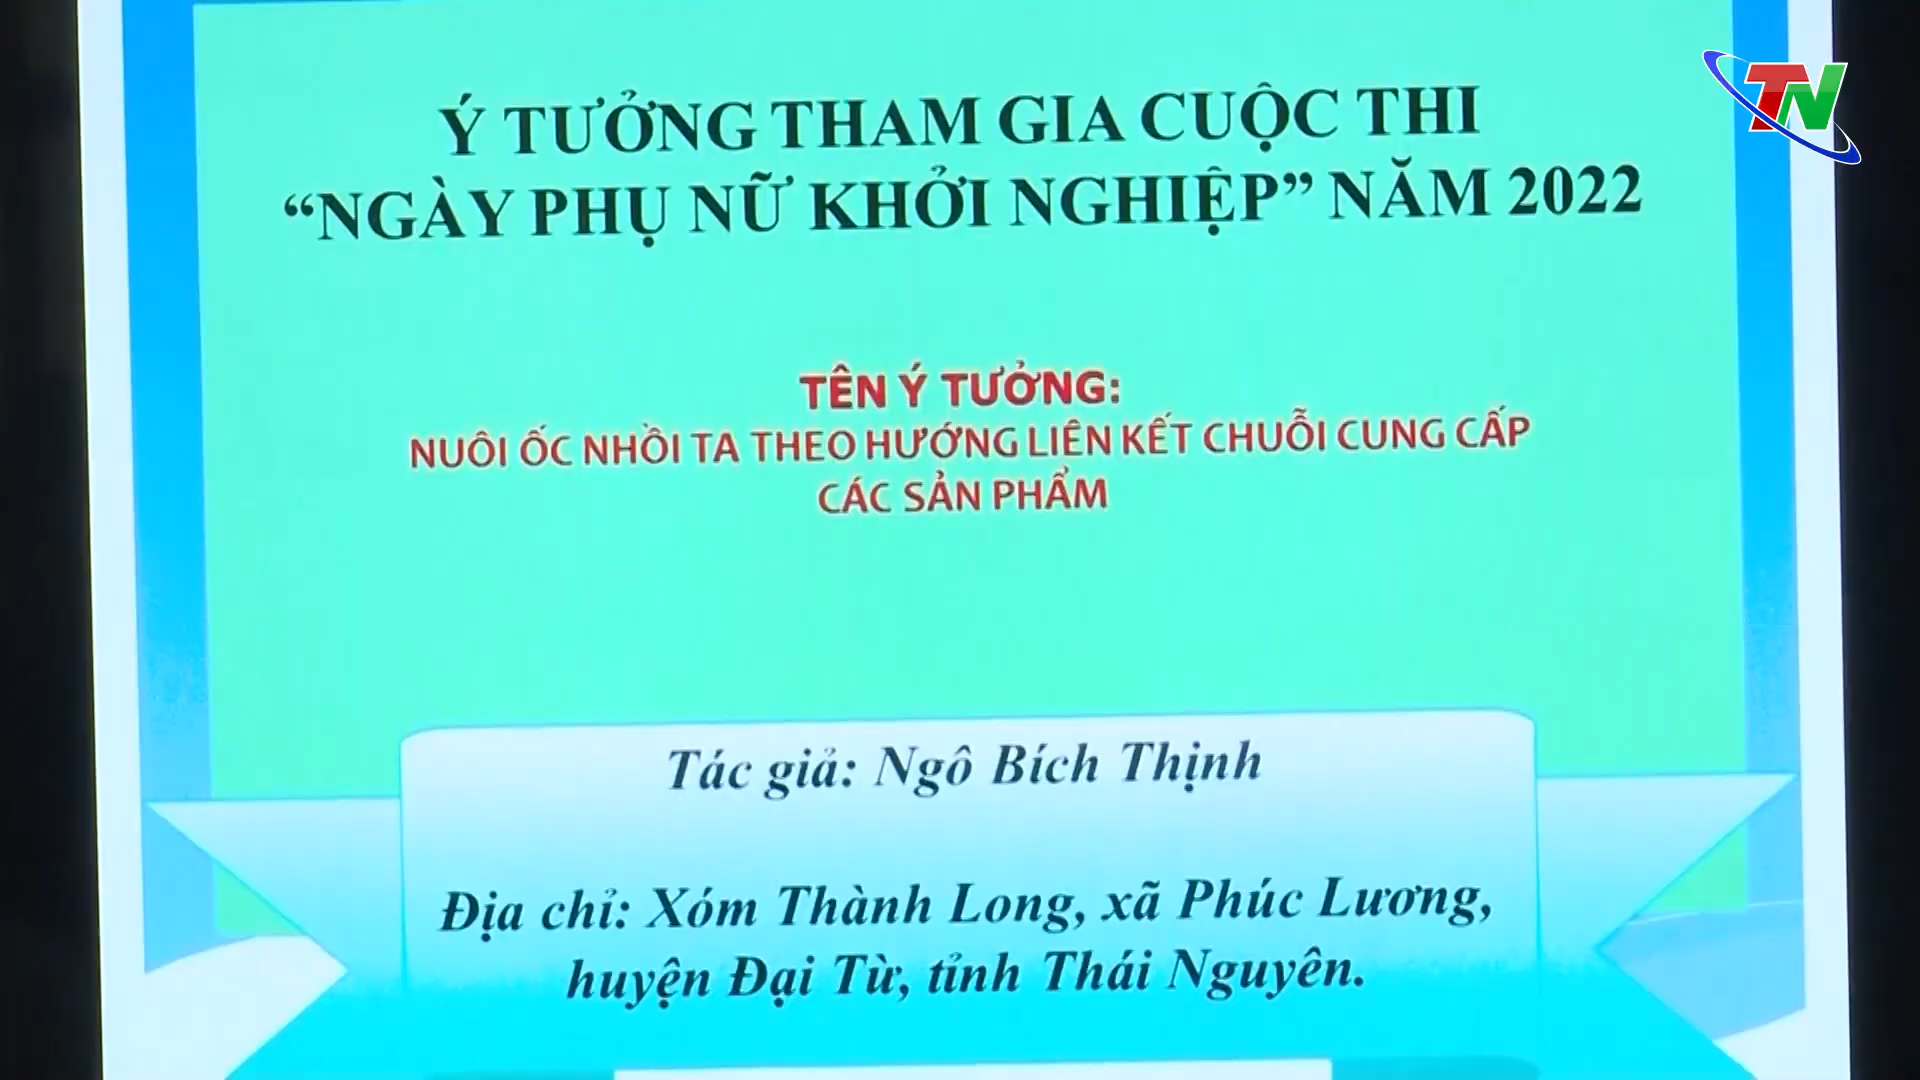 TN
Ý TƯỞNG THAM GIA CUỘC THI
“NGÀY PHỤ NỮ KHỞI NGHIỆP” NĂM 2022
TÊN Ý TƯỞNG:
NUÔI ỐC NHỒI TA THEO HƯỚNG LIÊN KẾT CHUỖI CUNG CẤP
CÁC SẢN PHẨM
Tác giả: Ngô Bích Thịnh
Địa chỉ: Xóm Thành Long, xã Phúc Lương,
huyện Đại Từ, tỉnh Thái Nguyên.